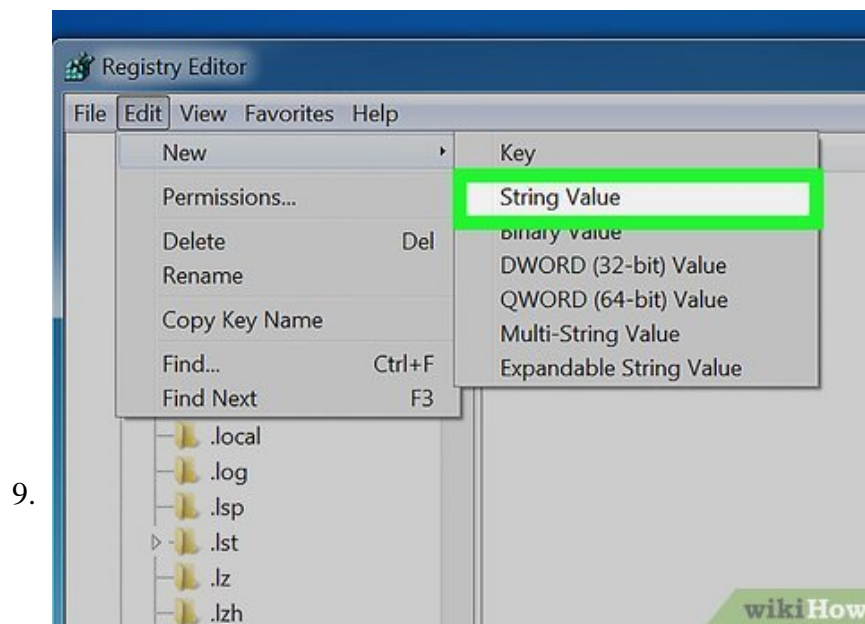 Registry Editor
File Edit View Favorites Help
New Key
Permissions... String Value
Binary Value
Delete Del
DWORD (32-bit) Value
Rename
QWORD (64-bit) Value
Copy Key Name
Multi-String Value
Find... Ctrl+F
Expandable String Value
Find Next F3
.local
.log
9.
.lsp
.lst
.lz
.lzh
wikiHow